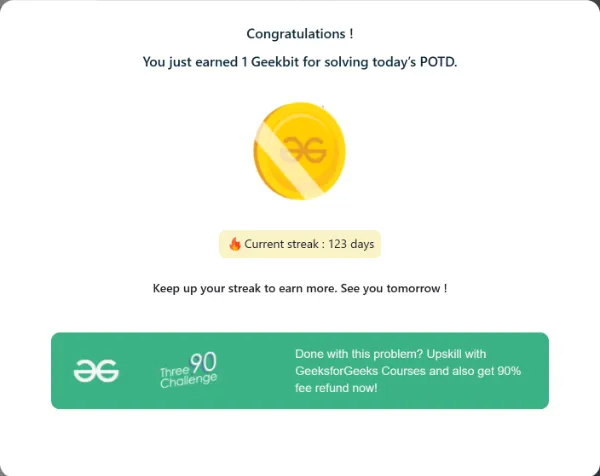 Congratulations !
You just earned 1 Geekbit for solving today's POTD.
🔥 Current streak : 123 days
Keep up your streak to earn more. See you tomorrow !
Three 90
Challenge
Done with this problem? Upskill with
GeeksforGeeks Courses and also get 90%
fee refund now!